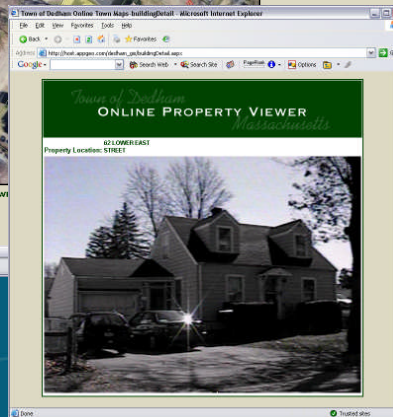 Town of Dedham Online Town Maps-buildingDetail - Microsoft Internet Explorer
File Edit View Favorites Tools Help
Back Search Favorites
Address http://host.appgeo.com/dedham_gs/buildingDetail.aspx Go
Google Search Web Search Site PageRank Options
Town of Dedham
ONLINE PROPERTY VIEWER
Massachusetts
62 LOWER EAST
Property Location: STREET
Done Trusted sites